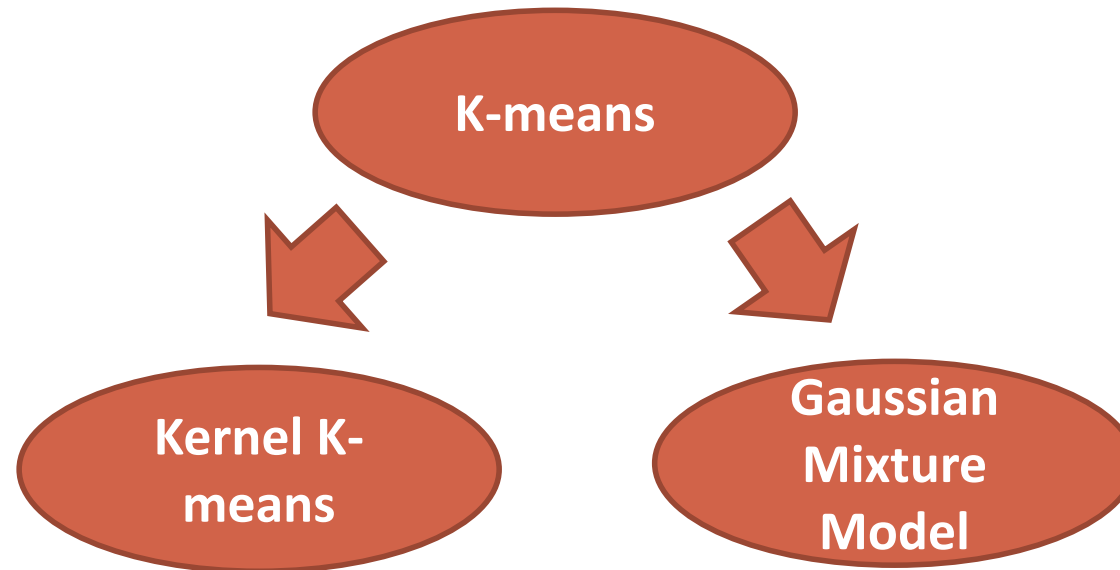 K-means
Kernel K-
means
Gaussian
Mixture
Model